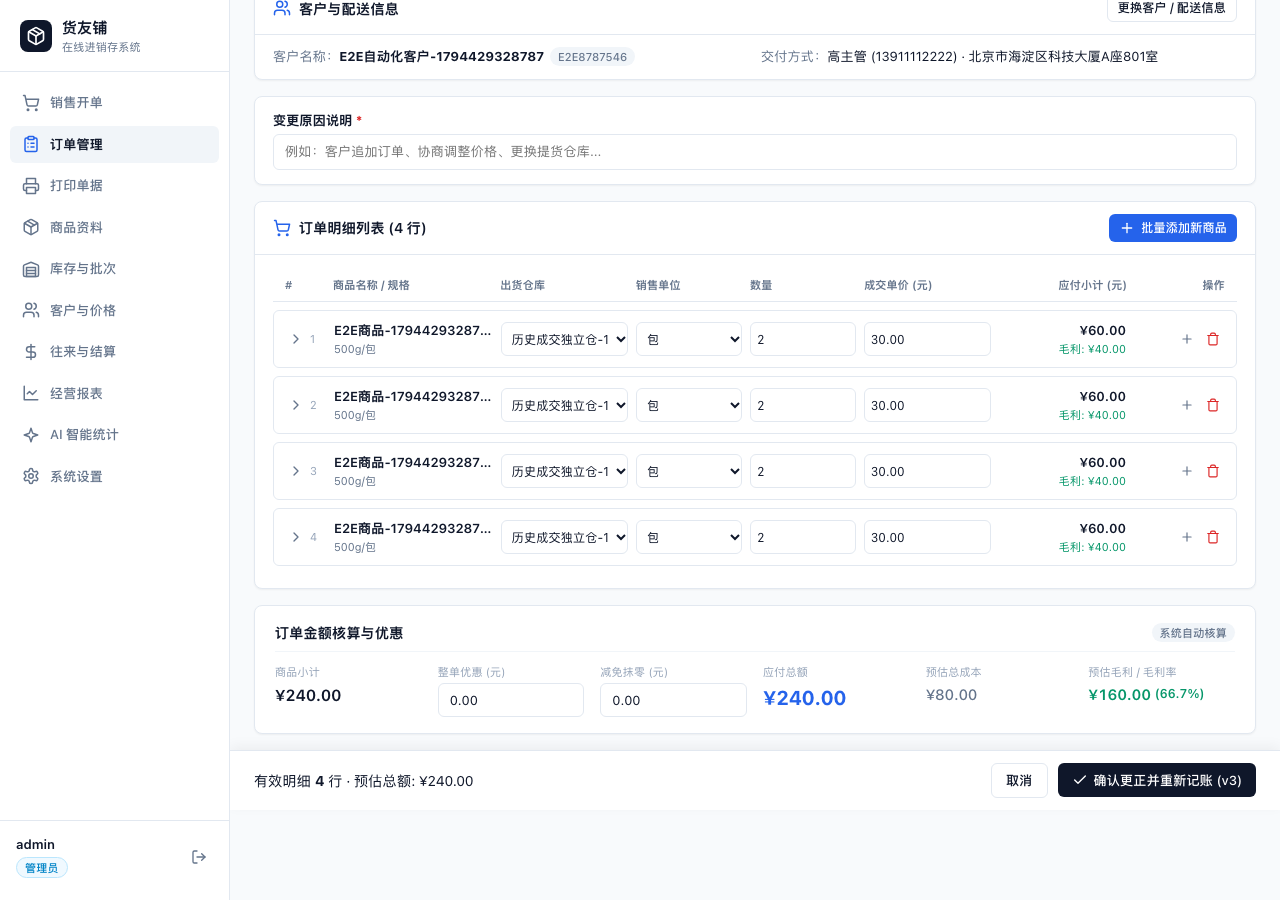 货友铺
在线进销存系统
销售开单
订单管理
打印单据
商品资料
库存与批次
客户与价格
往来与结算
经营报表
AI 智能统计
系统设置
admin
管理员
客户与配送信息
更换客户 / 配送信息
客户名称: E2E自动化客户-1794429328787 E2E8787546
交付方式: 高主管 (13911112222) · 北京市海淀区科技大厦A座801室
变更原因说明 *
例如：客户追加订单、协商调整价格、更换提货仓库...
订单明细列表 (4 行)
批量添加新商品
# 商品名称 / 规格 出货仓库 销售单位 数量 成交单价 (元) 应付小计 (元) 操作
1 E2E商品-17944293287... 历史成交独立仓-1 包 2 30.00 ¥60.00
500g/包 毛利: ¥40.00
2 E2E商品-17944293287... 历史成交独立仓-1 包 2 30.00 ¥60.00
500g/包 毛利: ¥40.00
3 E2E商品-17944293287... 历史成交独立仓-1 包 2 30.00 ¥60.00
500g/包 毛利: ¥40.00
4 E2E商品-17944293287... 历史成交独立仓-1 包 2 30.00 ¥60.00
500g/包 毛利: ¥40.00
订单金额核算与优惠
系统自动核算
商品小计 整单优惠 (元) 减免抹零 (元) 应付总额 预估总成本 预估毛利 / 毛利率
¥240.00 0.00 0.00 ¥240.00 ¥80.00 ¥160.00 (66.7%)
有效明细 4 行 · 预估总额: ¥240.00
取消
确认更正并重新记账 (v3)